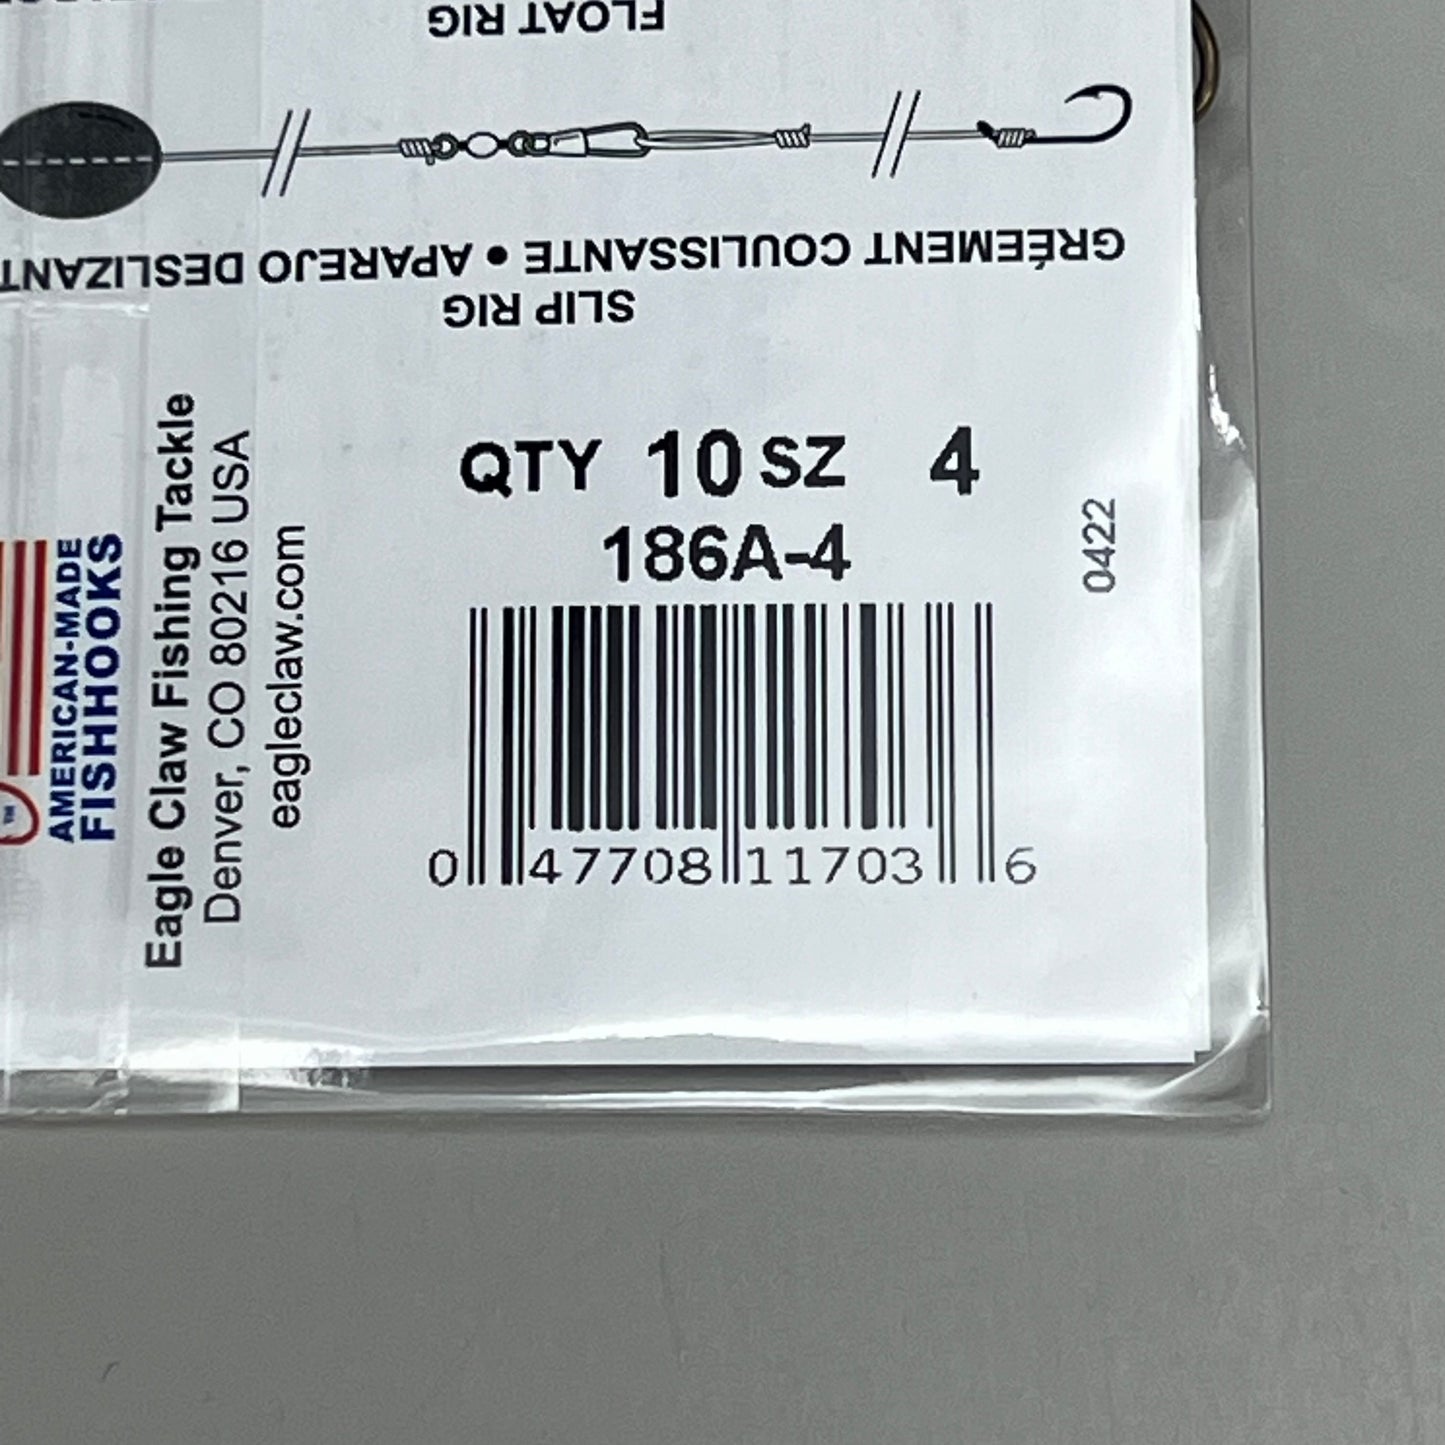 FLOAT RIG
GRÉEMENT COULISSANTE • APAREJO DESLIZANT
SLIP RIG
QTY 10 SZ 4
186A-4
0 47708 11703 6
0422
™
AMERICAN-MADE
FISHHOOKS
Eagle Claw Fishing Tackle
Denver, CO 80216 USA
eagleclaw.com